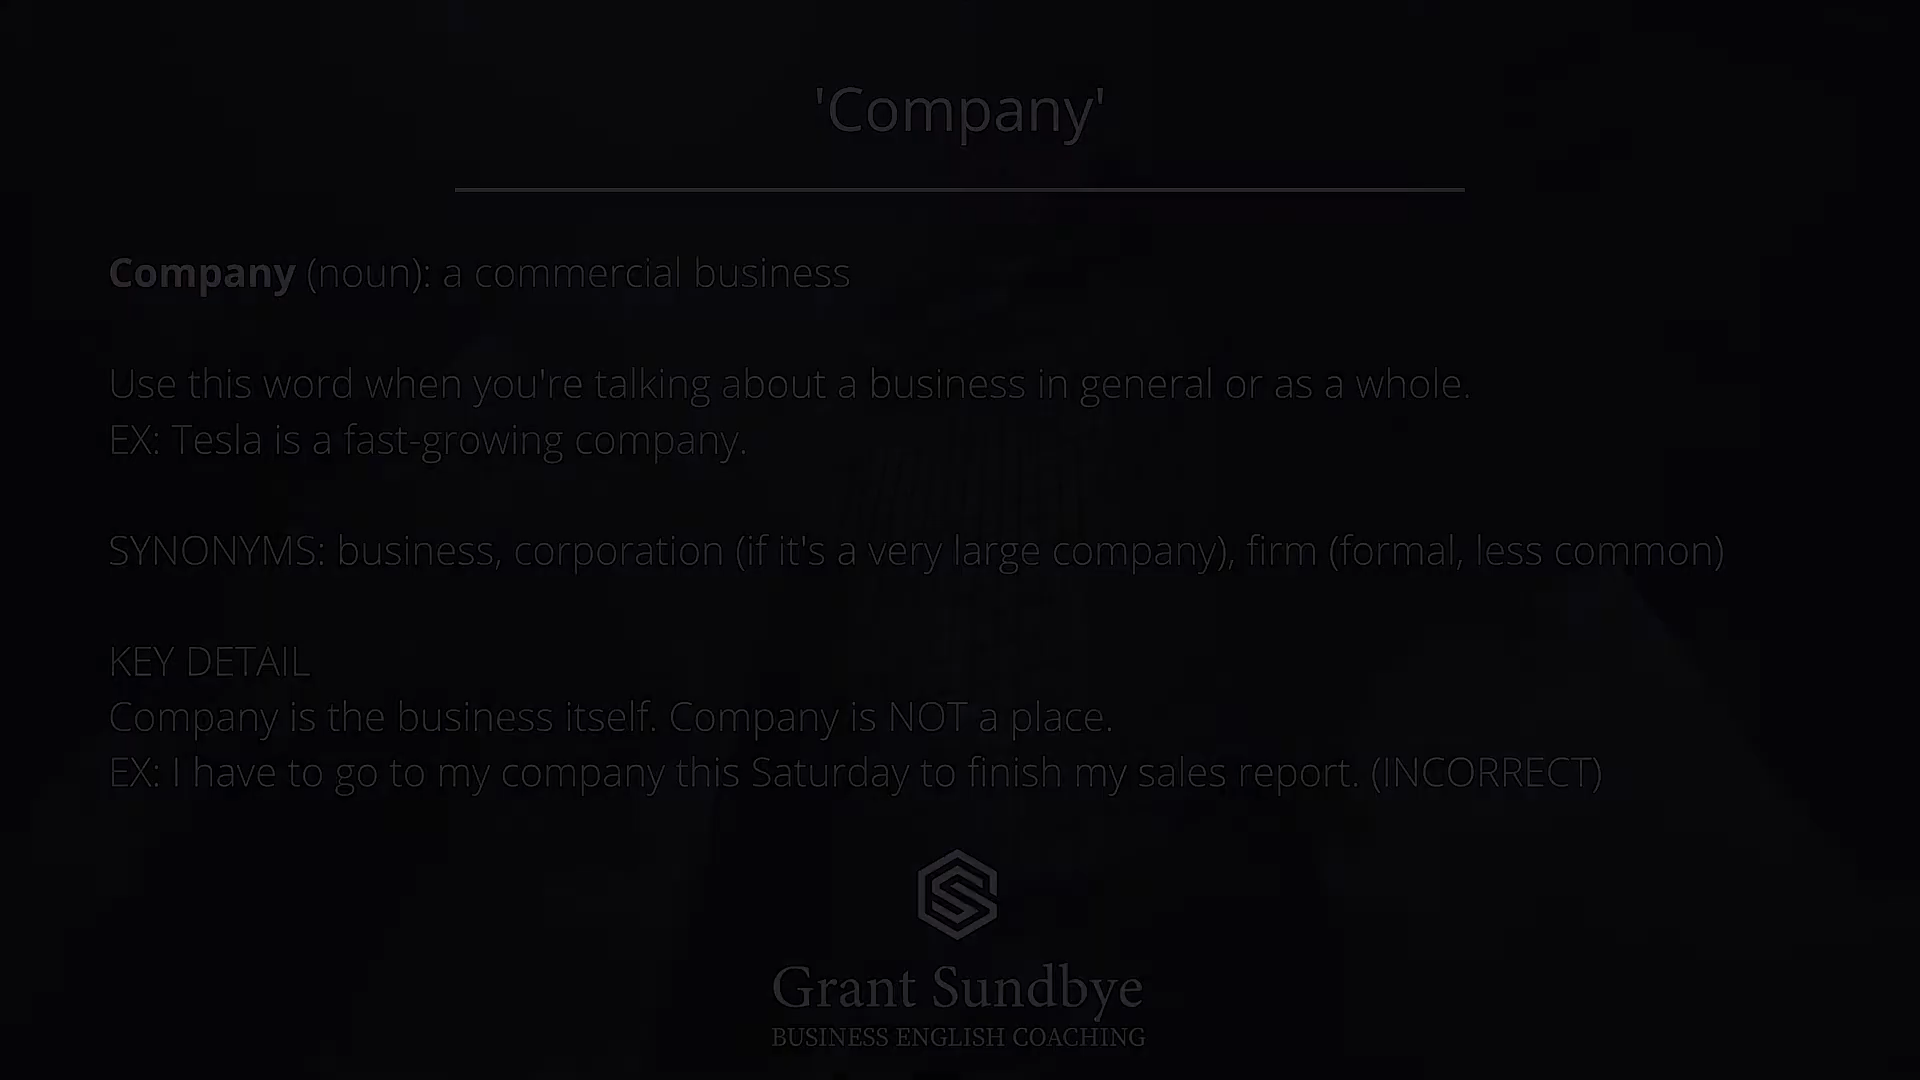 'Company'
Company (noun): a commercial business
Use this word when you're talking about a business in general or as a whole.
EX: Tesla is a fast-growing company.
SYNONYMS: business, corporation (if it's a very large company), firm (formal, less common)
KEY DETAIL
Company is the business itself. Company is NOT a place.
EX: I have to go to my company this Saturday to finish my sales report. (INCORRECT)
Grant Sundbye
BUSINESS ENGLISH COACHING